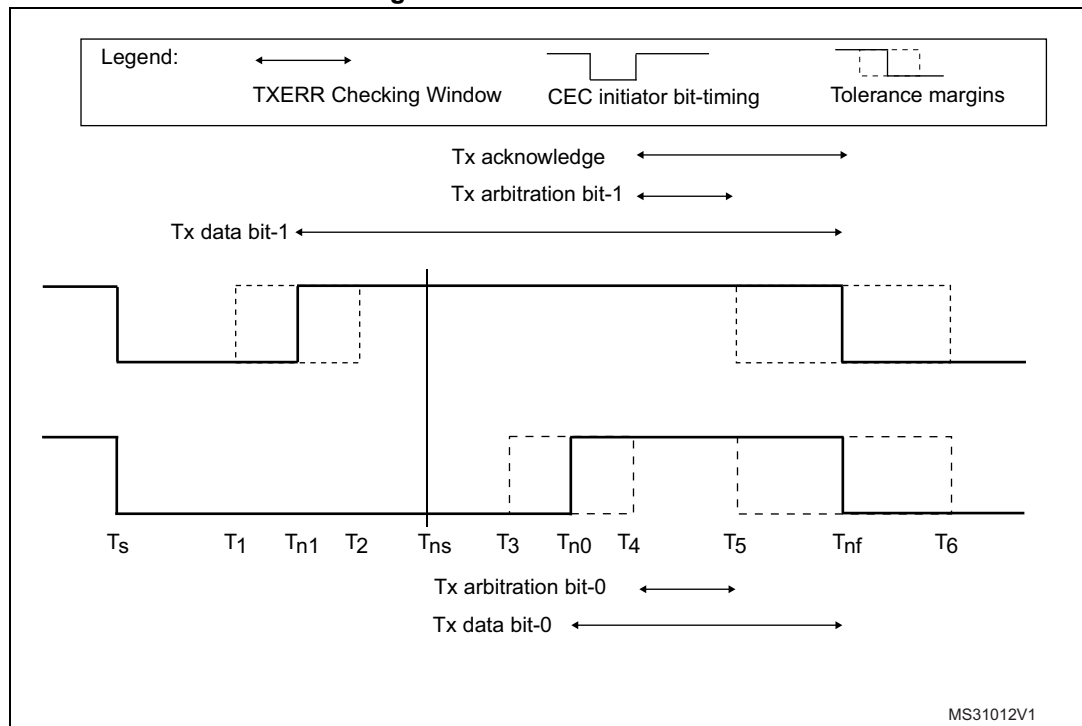 Legend:
TXERR Checking Window CEC initiator bit-timing Tolerance margins
Tx acknowledge
Tx arbitration bit-1
Tx data bit-1
Ts T1 Tn1 T2 Tns T3 Tn0 T4 T5 Tnf T6
Tx arbitration bit-0
Tx data bit-0
MS31012V1